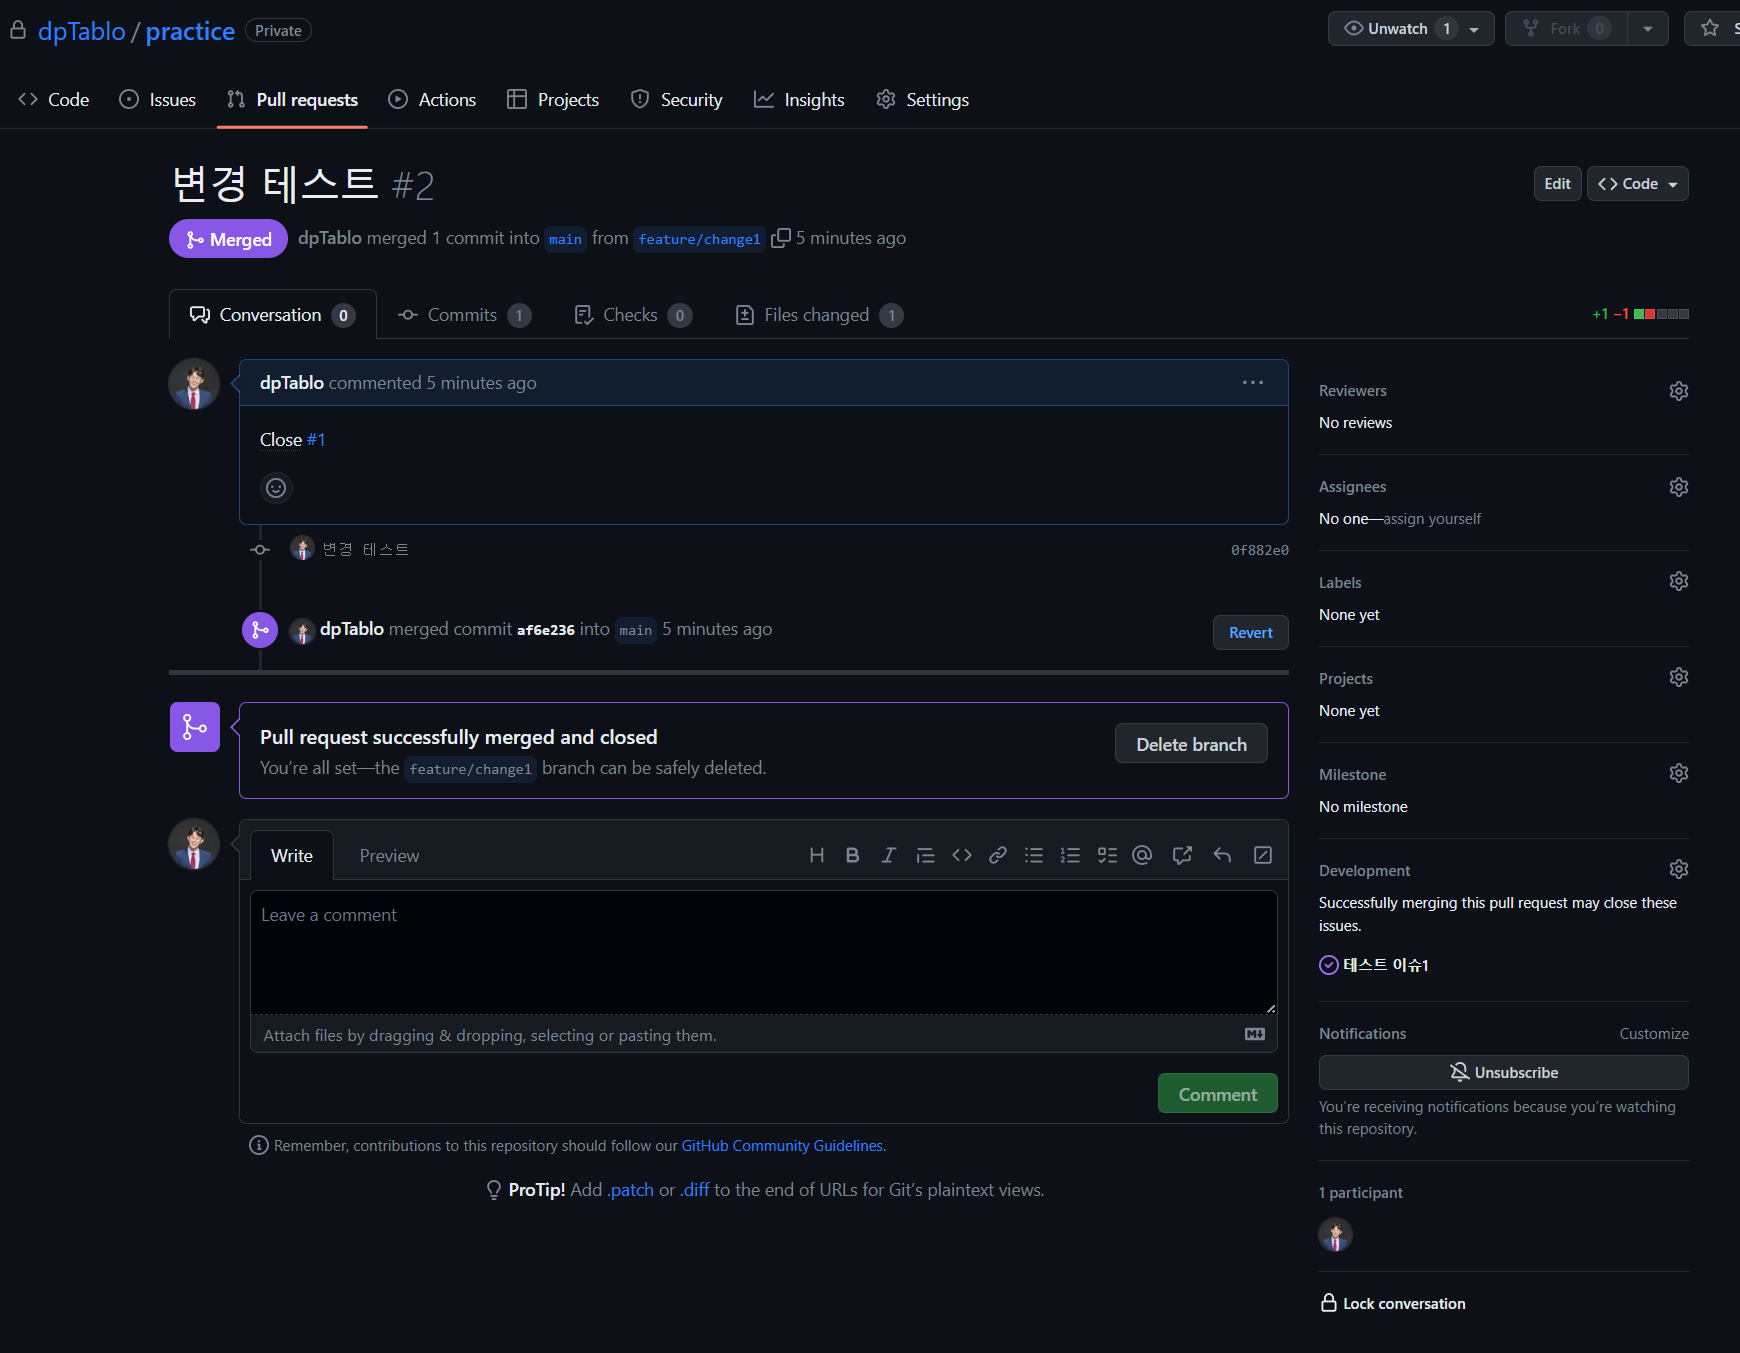 dpTablo / practice Private
Unwatch 1
Fork 0
Code
Issues
Pull requests
Actions
Projects
Security
Insights
Settings
변경 테스트 #2
Edit
Code
Merged
dpTablo merged 1 commit into main from feature/change1 5 minutes ago
Conversation 0
Commits 1
Checks 0
Files changed 1
+1 −1
dpTablo commented 5 minutes ago
Close #1
변경 테스트
0f882e0
dpTablo merged commit af6e236 into main 5 minutes ago
Revert
Pull request successfully merged and closed
You're all set—the feature/change1 branch can be safely deleted.
Delete branch
Write
Preview
Leave a comment
Attach files by dragging & dropping, selecting or pasting them.
Comment
Remember, contributions to this repository should follow our GitHub Community Guidelines.
ProTip! Add .patch or .diff to the end of URLs for Git's plaintext views.
Reviewers
No reviews
Assignees
No one—assign yourself
Labels
None yet
Projects
None yet
Milestone
No milestone
Development
Successfully merging this pull request may close these
issues.
테스트 이슈1
Notifications
Customize
Unsubscribe
You're receiving notifications because you're watching
this repository.
1 participant
Lock conversation